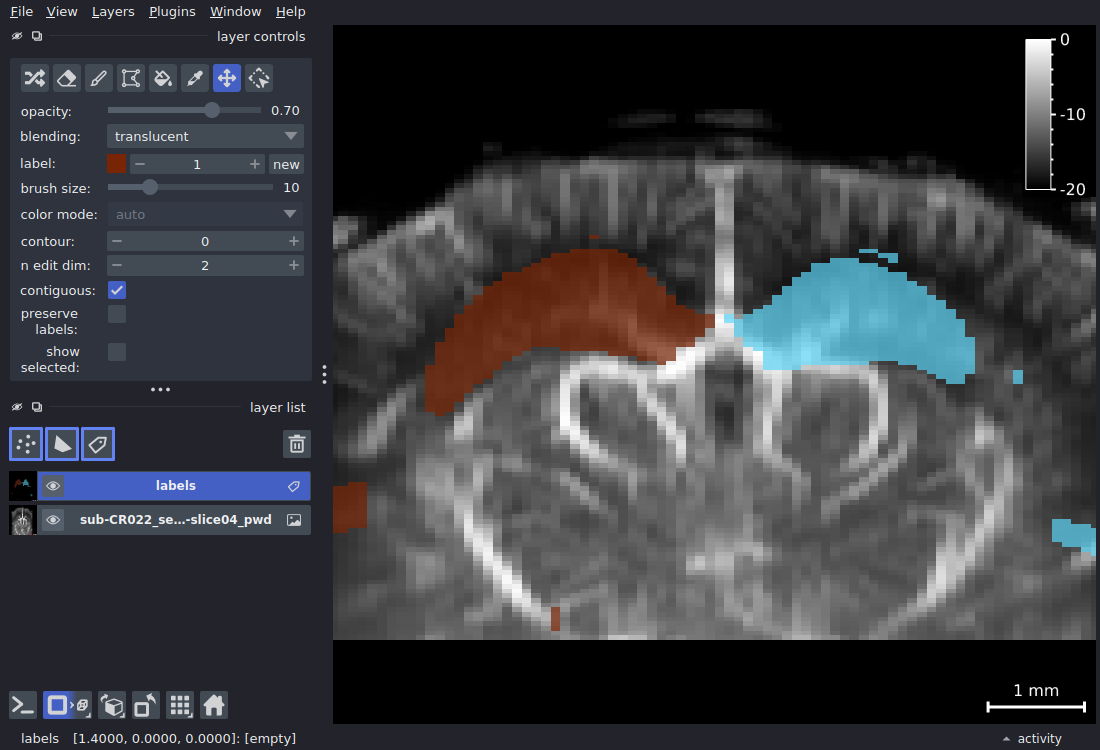 File View Layers Plugins Window Help
layer controls
opacity: 0.70
blending: translucent
label: 1 new
brush size: 10
color mode: auto
contour: 0
n edit dim: 2
contiguous:
preserve
labels:
show
selected:
layer list
labels
sub-CR022_se...-slice04_pwd
0
-10
-20
1 mm
labels [1.4000, 0.0000, 0.0000]: [empty]
activity